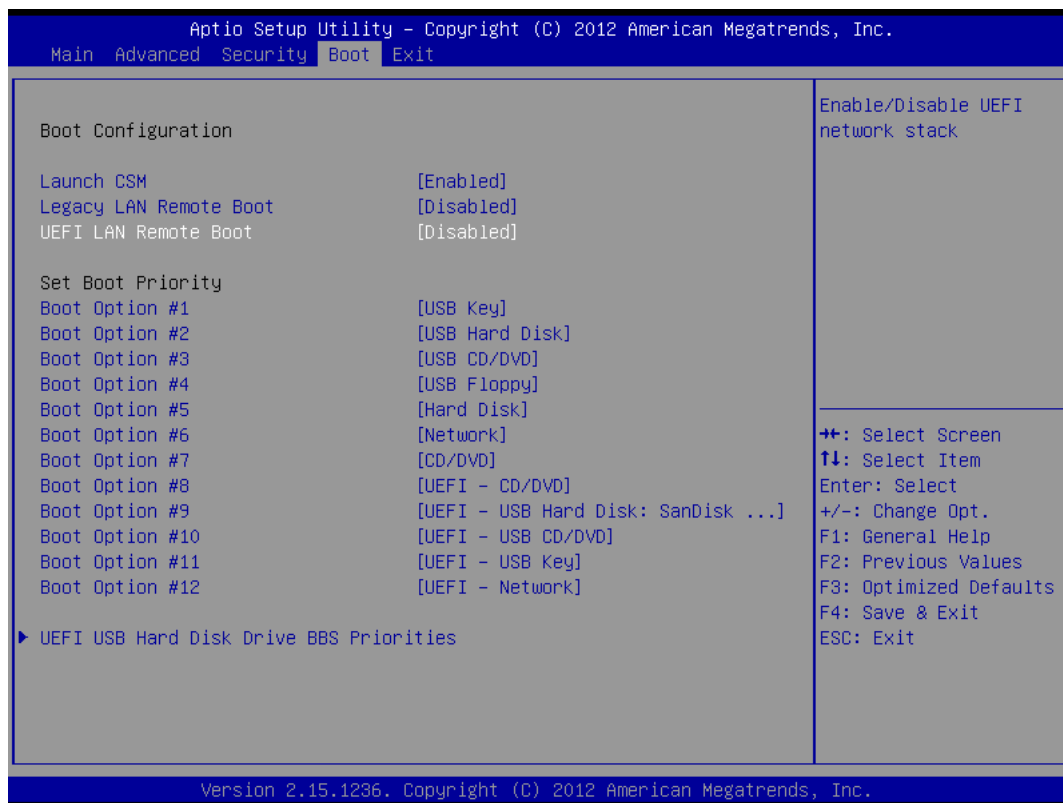 Aptio Setup Utility – Copyright (C) 2012 American Megatrends, Inc.
Main Advanced Security Boot Exit
Boot Configuration
Launch CSM [Enabled]
Legacy LAN Remote Boot [Disabled]
UEFI LAN Remote Boot [Disabled]
Set Boot Priority
Boot Option #1 [USB Key]
Boot Option #2 [USB Hard Disk]
Boot Option #3 [USB CD/DVD]
Boot Option #4 [USB Floppy]
Boot Option #5 [Hard Disk]
Boot Option #6 [Network]
Boot Option #7 [CD/DVD]
Boot Option #8 [UEFI – CD/DVD]
Boot Option #9 [UEFI – USB Hard Disk: SanDisk ...]
Boot Option #10 [UEFI – USB CD/DVD]
Boot Option #11 [UEFI – USB Key]
Boot Option #12 [UEFI – Network]
▶ UEFI USB Hard Disk Drive BBS Priorities
Enable/Disable UEFI
network stack
→←: Select Screen
↑↓: Select Item
Enter: Select
+/–: Change Opt.
F1: General Help
F2: Previous Values
F3: Optimized Defaults
F4: Save & Exit
ESC: Exit
Version 2.15.1236. Copyright (C) 2012 American Megatrends, Inc.